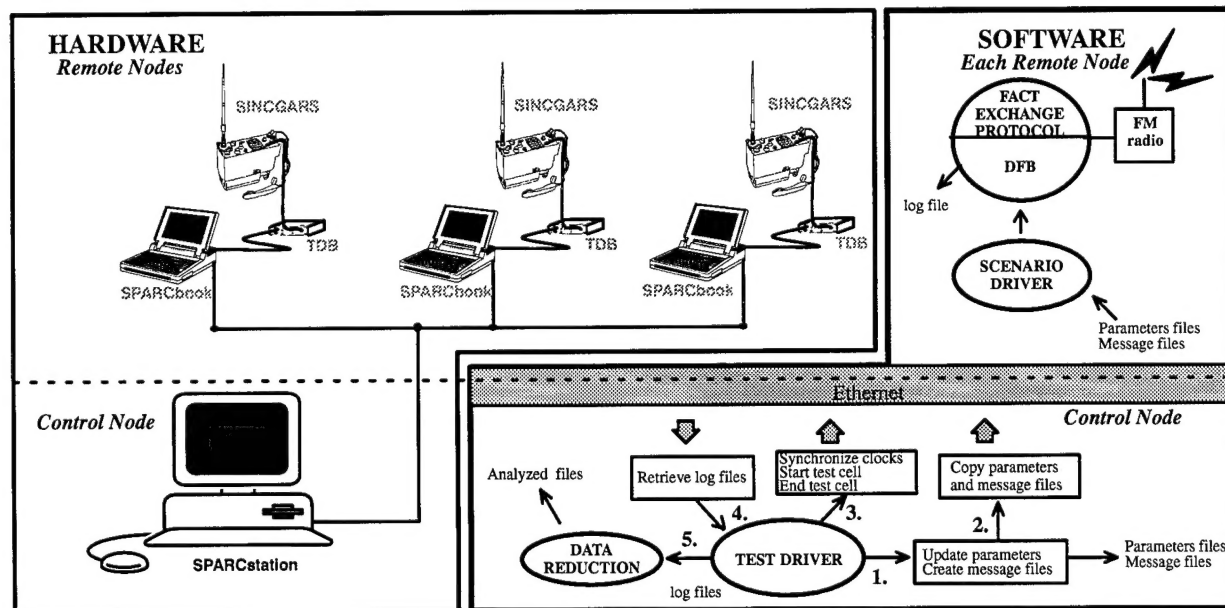 HARDWARE
Remote Nodes
SINCGARS
SINCGARS
SINCGARS
TDB
TDB
TDB
SPARCbook
SPARCbook
SPARCbook
Control Node
SPARCstation
SOFTWARE
Each Remote Node
FACT
EXCHANGE
PROTOCOL
DFB
FM
radio
log file
SCENARIO
DRIVER
Parameters files
Message files
Ethernet
Control Node
Analyzed files
Retrieve log files
Synchronize clocks
Start test cell
End test cell
Copy parameters
and message files
4.
3.
2.
5.
DATA
REDUCTION
TEST DRIVER
1.
log files
Update parameters
Create message files
Parameters files
Message files